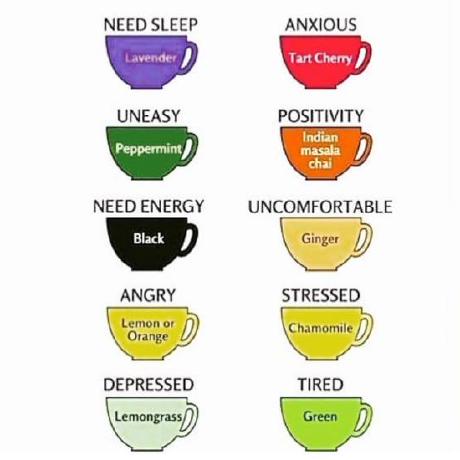 NEED SLEEP
Lavender
ANXIOUS
Tart Cherry
UNEASY
Peppermint
POSITIVITY
Indian
masala
chai
NEED ENERGY
Black
UNCOMFORTABLE
Ginger
ANGRY
Lemon or
Orange
STRESSED
Chamomile
DEPRESSED
Lemongrass
TIRED
Green